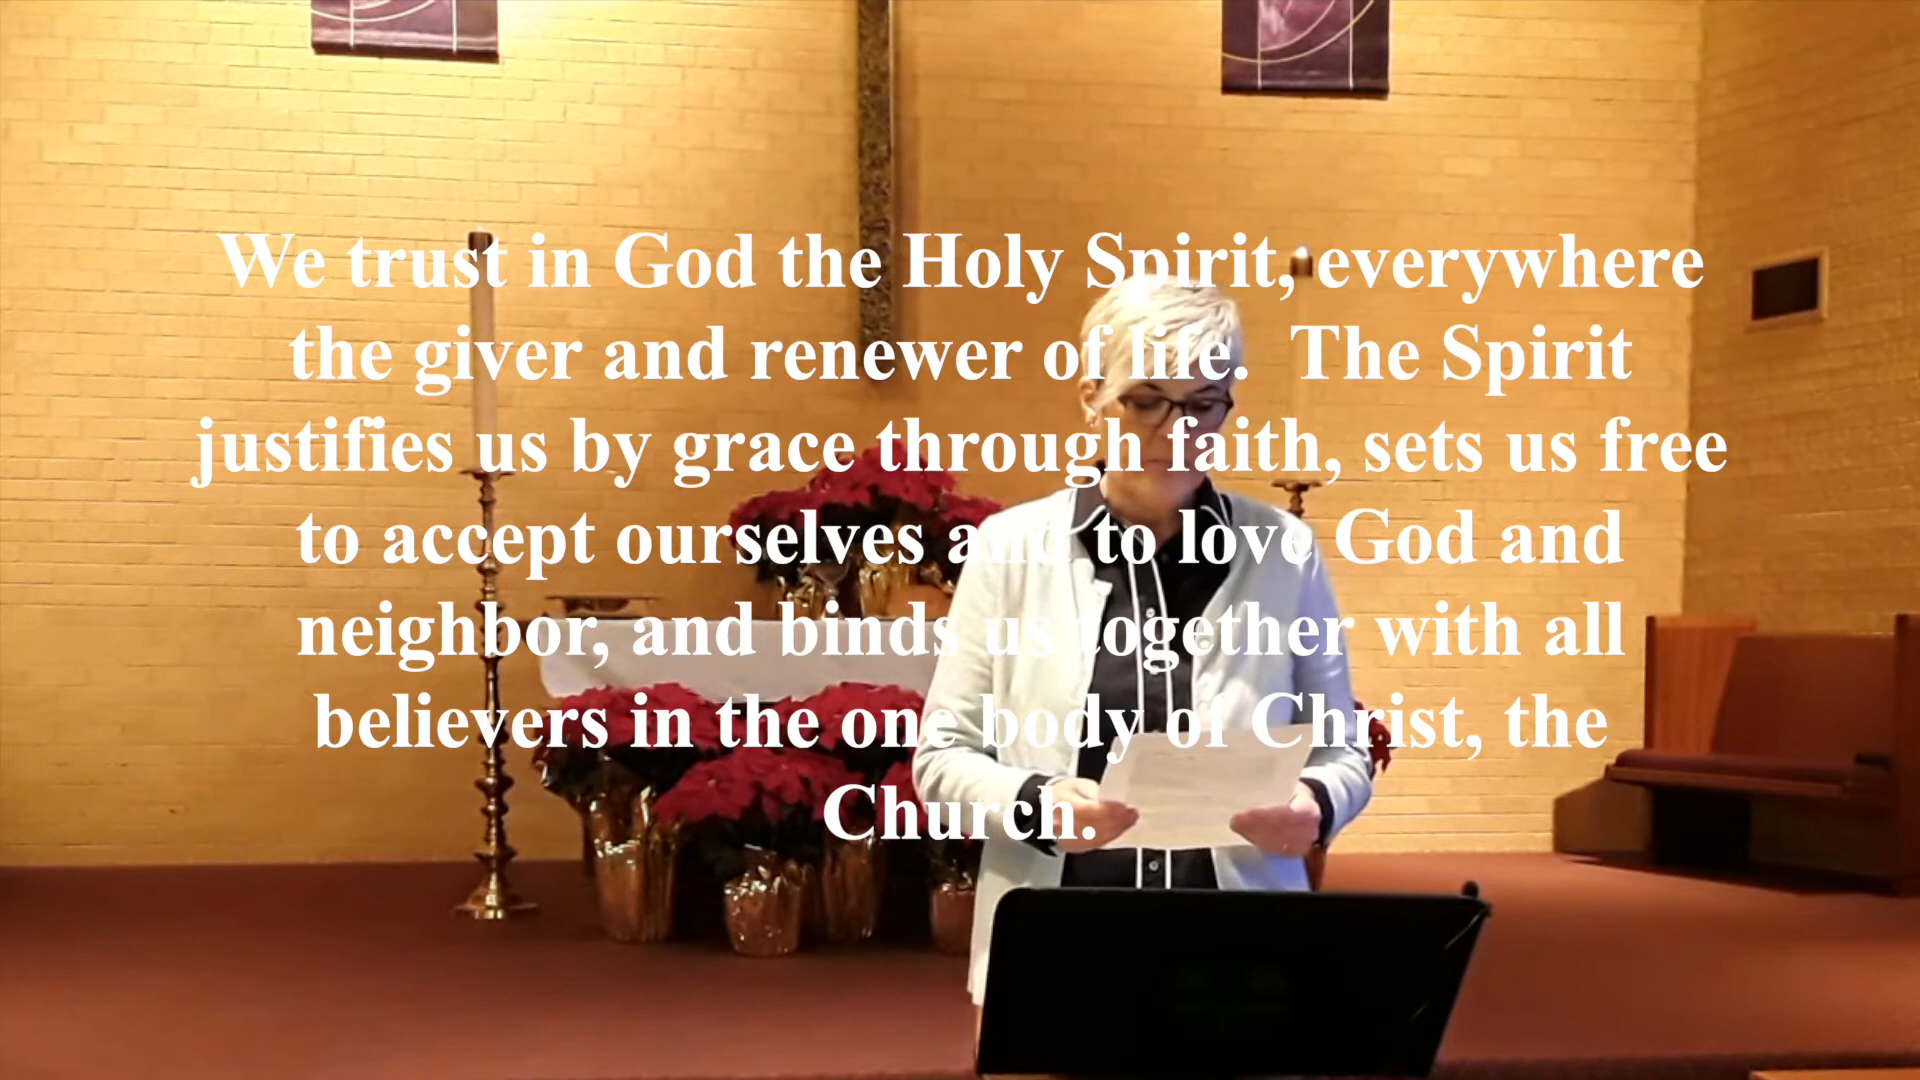 We trust in God the Holy Spirit, everywhere
the giver and renewer of life.  The Spirit
justifies us by grace through faith, sets us free
to accept ourselves and to love God and
neighbor, and binds us together with all
believers in the one body of Christ, the
Church.